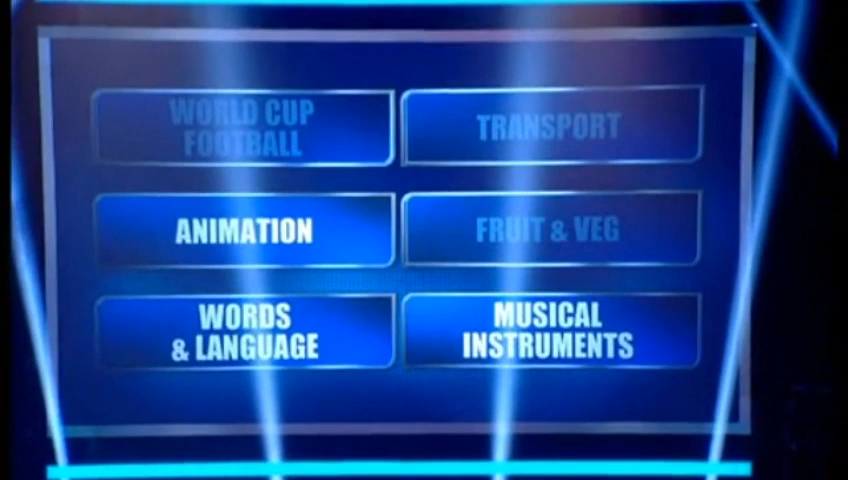 WORLD CUP
FOOTBALL
TRANSPORT
ANIMATION
FRUIT & VEG
WORDS
& LANGUAGE
MUSICAL
INSTRUMENTS